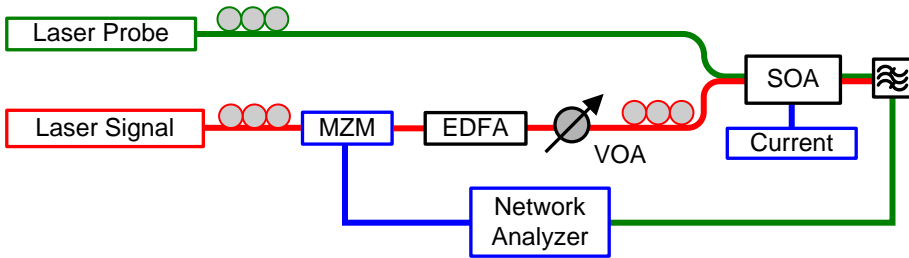 Laser Probe
SOA
Laser Signal
MZM
EDFA
VOA
Current
Network
Analyzer